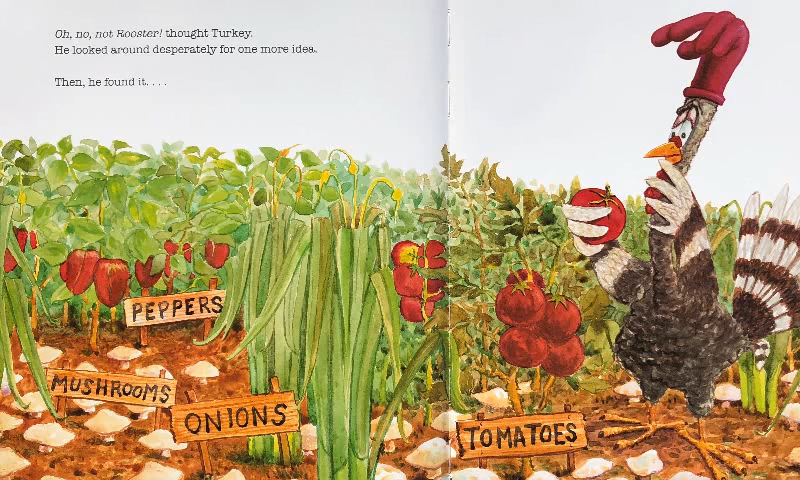 Oh, no, not Rooster! thought Turkey.
He looked around desperately for one more idea.
Then, he found it. . . .
PEPPERS
MUSHROOMS
ONIONS
TOMATOES